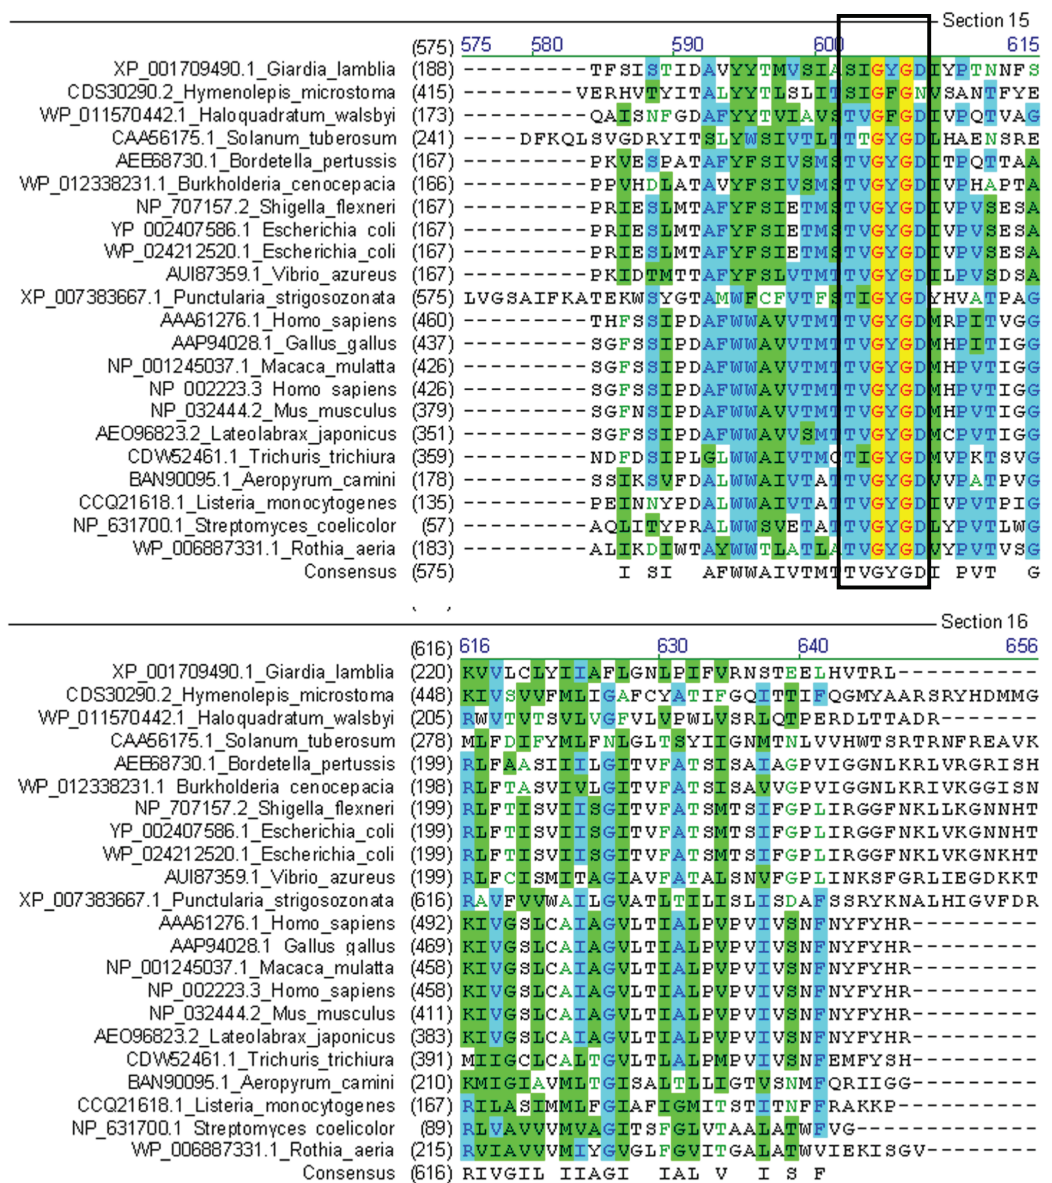 Section 15
(575) 575 580 590 600 615
XP_001709490.1_Giardia_lamblia (188) ---------TFSISTIDAVYYTMVSIASIGYGDIYPTNNFS
CDS30290.2_Hymenolepis_microstoma (415) --------VERHVTYITALYYTLSLITSIGFGNVSANTFYE
WP_011570442.1_Haloquadratum_walsbyi (173) ---------QAISNFGDAFYYTVIAVSTVGFGDIVPQTVAG
CAA56175.1_Solanum_tuberosum (241) ----DFKQLSVGDRYITSLYWSIVTLTTTGYGDLHAENSRE
AEE68730.1_Bordetella_pertussis (167) ---------PKVESPATAFYFSIVSMSTVGYGDITPQTTAA
WP_012338231.1_Burkholderia_cenocepacia (166) ---------PPVHDLATAVYFSIVSMSTVGYGDIVPHAPTA
NP_707157.2_Shigella_flexneri (167) ---------PRIESLMTAFYFSIETMSTVGYGDIVPVSESA
YP_002407586.1_Escherichia_coli (167) ---------PRIESLMTAFYFSIETMSTVGYGDIVPVSESA
WP_024212520.1_Escherichia_coli (167) ---------PRIESLMTAFYFSIETMSTVGYGDIVPVSESA
AUI87359.1_Vibrio_azureus (167) ---------PKIDTMTTAFYFSLVTMTTVGYGDILPVSDSA
XP_007383667.1_Punctularia_strigosozonata (575) LVGSAIFKATEKWSYGTAMWFCFVTFSTIGYGDYHVATPAG
AAA61276.1_Homo_sapiens (460) ---------THFSSIPDAFWWAVVTMTTVGYGDMRPITVGG
AAP94028.1_Gallus_gallus (437) ---------SGFSSIPDAFWWAVVTMTTVGYGDMHPITIGG
NP_001245037.1_Macaca_mulatta (426) ---------SGFSSIPDAFWWAVVTMTTVGYGDMHPVTIGG
NP_002223.3_Homo_sapiens (426) ---------SGFSSIPDAFWWAVVTMTTVGYGDMHPVTIGG
NP_032444.2_Mus_musculus (379) ---------SGFNSIPDAFWWAVVTMTTVGYGDMHPVTIGG
AEO96823.2_Lateolabrax_japonicus (351) ---------SGFSSIPDAFWWAVVSMTTVGYGDMCPVTIGG
CDW52461.1_Trichuris_trichiura (359) ---------NDFDSIPLGLWWAIVTMCTIGYGDMVPKTSVG
BAN90095.1_Aeropyrum_camini (178) ---------SSIKSVFDALWWAIVTATTVGYGDVVPATPVG
CCQ21618.1_Listeria_monocytogenes (135) ---------PEINNYPDALWWAIVTATTVGYGDIVPVTPIG
NP_631700.1_Streptomyces_coelicolor (57) ---------AQLITYPRALWWSVETATTVGYGDLYPVTLWG
WP_006887331.1_Rothia_aeria (183) ---------ALIKDIWTAYWWTLATLATVGYGDVYPVTVSG
Consensus (575) I SI AFWWAIVTMTTVGYGDI PVT G
Section 16
(616) 616 630 640 656
XP_001709490.1_Giardia_lamblia (220) KVVLCLYIIAFLGNLPIFVRNSTEELHVTRL----------
CDS30290.2_Hymenolepis_microstoma (448) KIVSVVFMLIGAFCYATIFGQITTIFQGMYAARSRYHDMMG
WP_011570442.1_Haloquadratum_walsbyi (205) RWVTVTSVLVGFVLVPWLVSRLQTPERDLTTADR-------
CAA56175.1_Solanum_tuberosum (278) MLFDIFYMLFNLGLTSYIIGNMTNLVVHWTSRTRNFREAVK
AEE68730.1_Bordetella_pertussis (199) RLFAASIIILGITVFATSISAIAGPVIGGNLKRLVRGRISH
WP_012338231.1 Burkholderia cenocepacia (198) RLFTASVIVLGITVFATSISAVVGPVIGGNLKRIVKGGISN
NP_707157.2_Shigella_flexneri (199) RLFTISVIISGITVFATSMTSIFGPLIRGGFNKLLKGNNHT
YP_002407586.1_Escherichia_coli (199) RLFTISVIISGITVFATSMTSIFGPLIRGGFNKLVKGNNHT
WP_024212520.1_Escherichia_coli (199) RLFTISVIISGITVFATSMTSIFGPLIRGGFNKLVKGNKHT
AUI87359.1_Vibrio_azureus (199) RLFCISMITAGIAVFATALSNVFGPLINKSFGRLIEGDKKT
XP_007383667.1_Punctularia_strigosozonata (616) RAVFVVWAILGVATLTILISLISDAFSSRYKNALHIGVFDR
AAA61276.1_Homo_sapiens (492) KIVGSLCAIAGVLTIALPVPVIVSNFNYFYHR---------
AAP94028.1 Gallus gallus (469) KIVGSLCAIAGVLTIALPVPVIVSNFNYFYHR---------
NP_001245037.1_Macaca_mulatta (458) KIVGSLCAIAGVLTIALPVPVIVSNFNYFYHR---------
NP_002223.3_Homo_sapiens (458) KIVGSLCAIAGVLTIALPVPVIVSNFNYFYHR---------
NP_032444.2_Mus_musculus (411) KIVGSLCAIAGVLTIALPVPVIVSNFNYFYHR---------
AEO96823.2_Lateolabrax_japonicus (383) KIVGSLCAIAGVLTIALPVPVIVSNFNYFYHR---------
CDW52461.1_Trichuris_trichiura (391) MIIGCLCALTGVLTLALPMPVIVSNFEMFYSH---------
BAN90095.1_Aeropyrum_camini (210) KMIGIAVMLTGISALTLLIGTVSNMFQRIIGG---------
CCQ21618.1_Listeria_monocytogenes (167) RILASIMMLFGIAFIGMITSTITNFFRAKKP----------
NP_631700.1_Streptomyces_coelicolor (89) RLVAVVVMVAGITSFGLVTAALATWFVG-------------
WP_006887331.1_Rothia_aeria (215) RVIAVVVMIYGVGLFGVITGALATWVIEKISGV--------
Consensus (616) RIVGIL IIAGI IAL V I S F